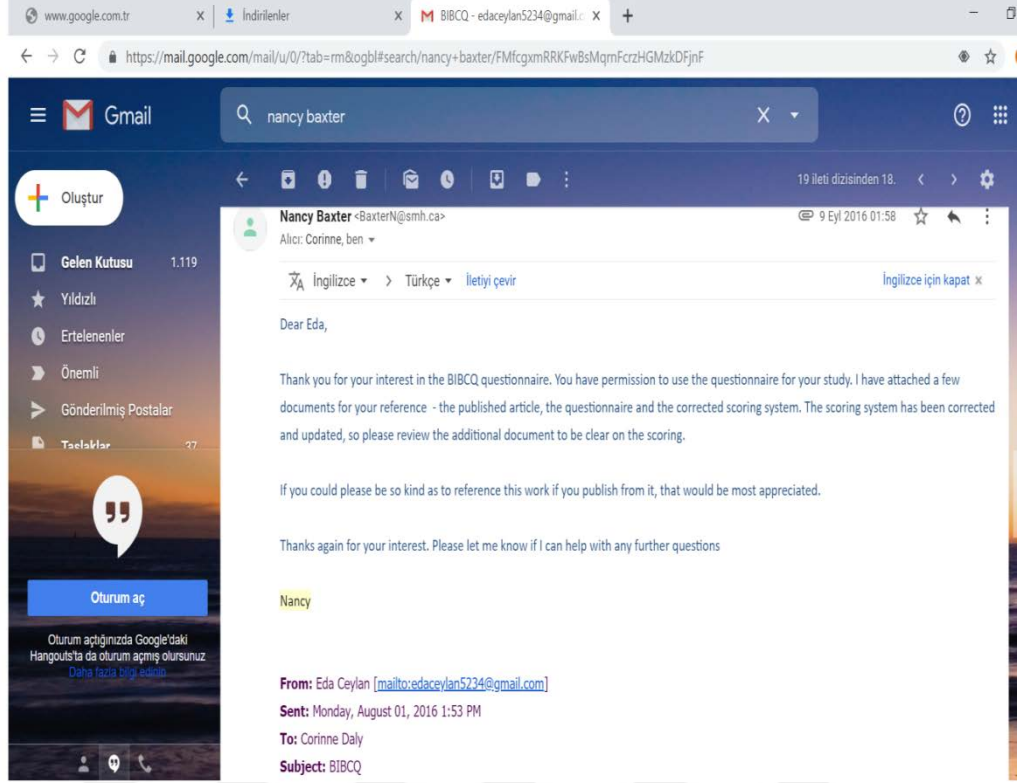 www.google.com.tr
İndirilenler
BIBCQ - edaceylan5234@gmail.c
https://mail.google.com/mail/u/0/?tab=rm&ogbl#search/nancy+baxter/FMfcgxmRRKFwBsMqmFcrzHGMzkDFjnF
Gmail
nancy baxter
Oluştur
19 ileti dizisinden 18.
Gelen Kutusu 1.119
Yıldızlı
Ertelenenler
Önemli
Gönderilmiş Postalar
Taslaklar 37
Oturum aç
Oturum açtığınızda Google'daki
Hangouts'ta da oturum açmış olursunuz
Daha fazla bilgi edinin
Nancy Baxter <BaxterN@smh.ca>
9 Eyl 2016 01:58
Alıcı: Corinne, ben
İngilizce > Türkçe İletiyi çevir
İngilizce için kapat x
Dear Eda,
Thank you for your interest in the BIBCQ questionnaire. You have permission to use the questionnaire for your study. I have attached a few
documents for your reference - the published article, the questionnaire and the corrected scoring system. The scoring system has been corrected
and updated, so please review the additional document to be clear on the scoring.
If you could please be so kind as to reference this work if you publish from it, that would be most appreciated.
Thanks again for your interest. Please let me know if I can help with any further questions
Nancy
From: Eda Ceylan [mailto:edaceylan5234@gmail.com]
Sent: Monday, August 01, 2016 1:53 PM
To: Corinne Daly
Subject: BIBCQ